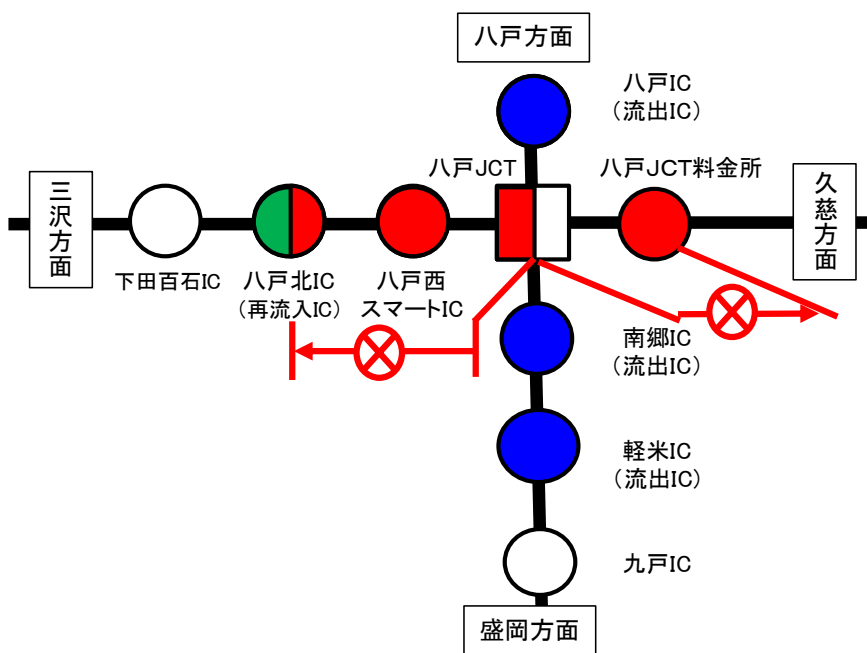 八戸方面
八戸IC
（流出IC）
八戸JCT
八戸JCT料金所
三沢方面
久慈方面
下田百石IC
八戸北IC
（再流入IC）
八戸西
スマートIC
南郷IC
（流出IC）
軽米IC
（流出IC）
九戸IC
盛岡方面